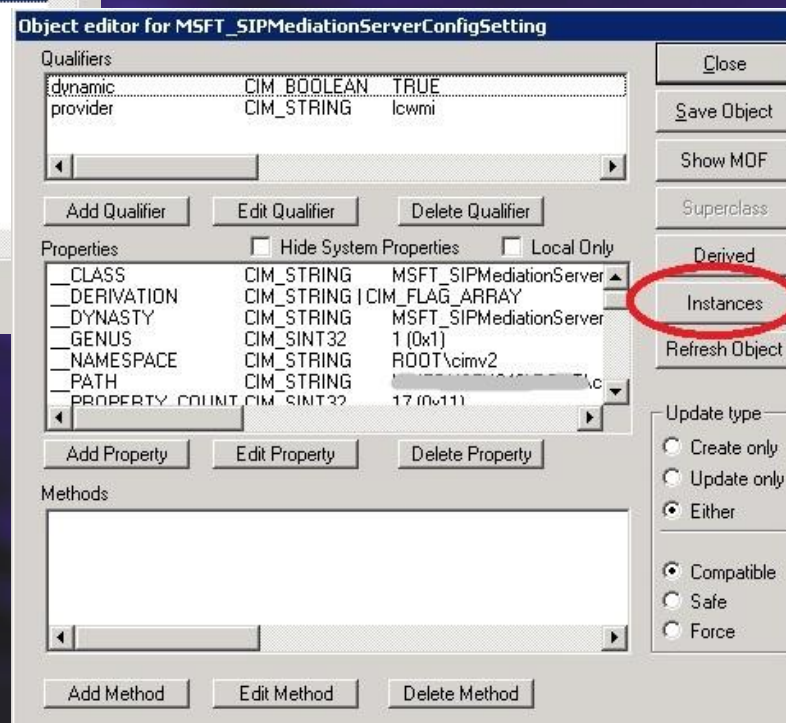 Object editor for MSFT_SIPMediationServerConfigSetting
Qualifiers
dynamic CIM_BOOLEAN TRUE
provider CIM_STRING lcwmi
Add Qualifier Edit Qualifier Delete Qualifier
Properties Hide System Properties Local Only
__CLASS CIM_STRING MSFT_SIPMediationServer
__DERIVATION CIM_STRING | CIM_FLAG_ARRAY
__DYNASTY CIM_STRING MSFT_SIPMediationServer
__GENUS CIM_SINT32 1 (0x1)
__NAMESPACE CIM_STRING ROOT\cimv2
__PATH CIM_STRING
__PROPERTY_COUNT CIM_SINT32 17 (0x11)
Add Property Edit Property Delete Property
Methods
Add Method Edit Method Delete Method
Close
Save Object
Show MOF
Superclass
Derived
Instances
Refresh Object
Update type
Create only
Update only
Either
Compatible
Safe
Force